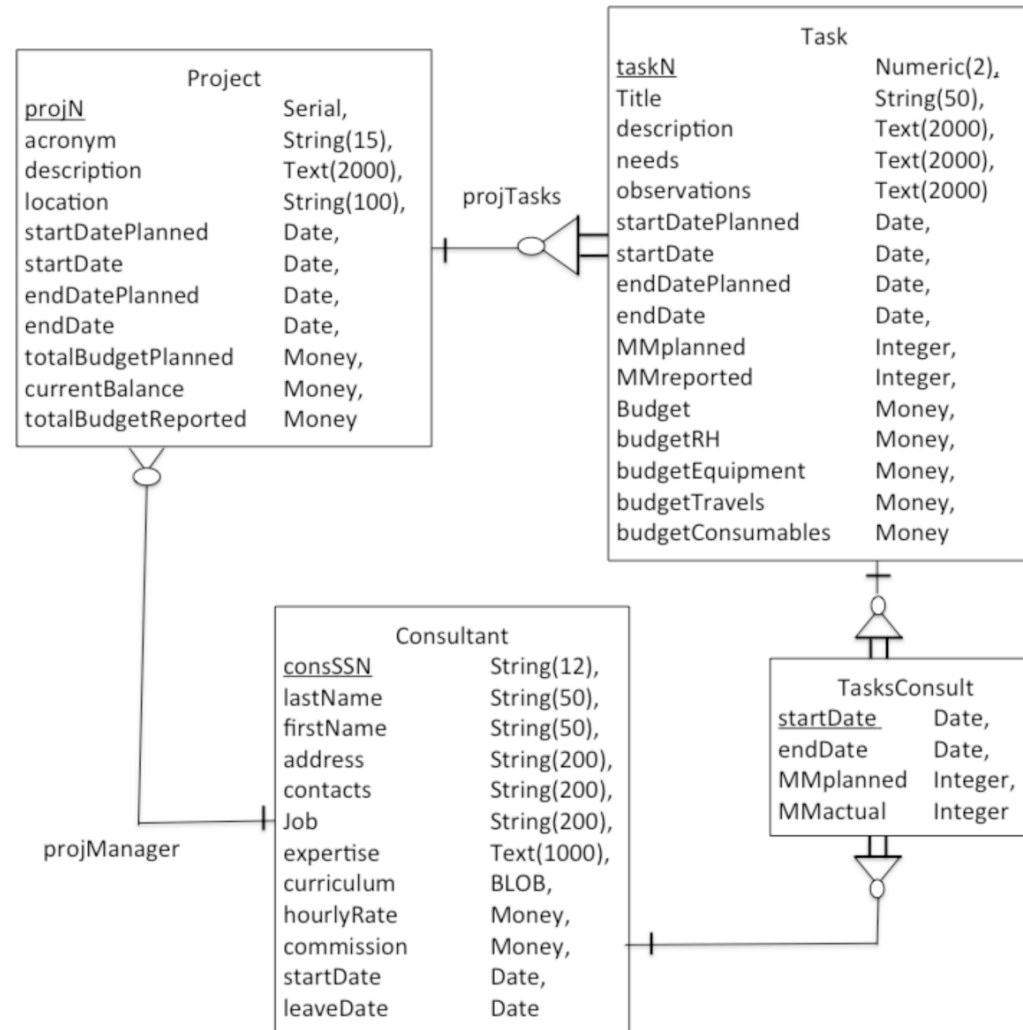 Project
projN Serial,
acronym String(15),
description Text(2000),
location String(100),
startDatePlanned Date,
startDate Date,
endDatePlanned Date,
endDate Date,
totalBudgetPlanned Money,
currentBalance Money,
totalBudgetReported Money
projTasks
Task
taskN Numeric(2),
Title String(50),
description Text(2000),
needs Text(2000),
observations Text(2000)
startDatePlanned Date,
startDate Date,
endDatePlanned Date,
endDate Date,
MMplanned Integer,
MMreported Integer,
Budget Money,
budgetRH Money,
budgetEquipment Money,
budgetTravels Money,
budgetConsumables Money
projManager
Consultant
consSSN String(12),
lastName String(50),
firstName String(50),
address String(200),
contacts String(200),
Job String(200),
expertise Text(1000),
curriculum BLOB,
hourlyRate Money,
commission Money,
startDate Date,
leaveDate Date
TasksConsult
startDate Date,
endDate Date,
MMplanned Integer,
MMactual Integer